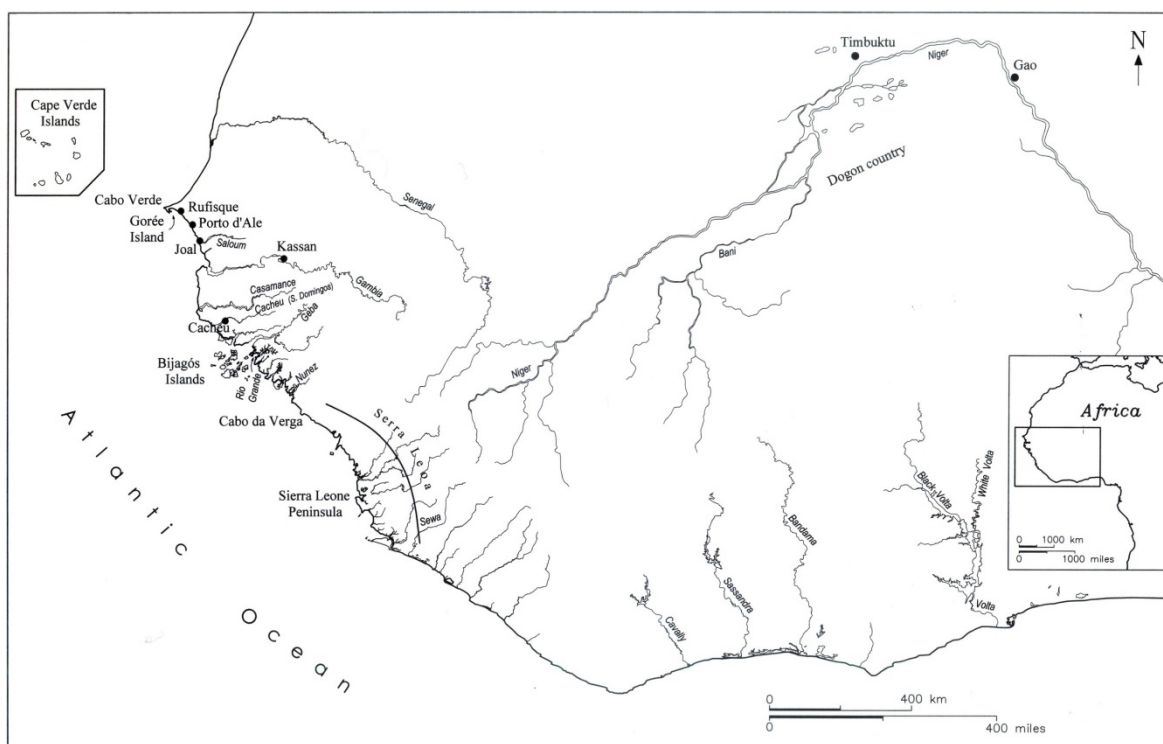 Timbuktu
Niger
N
Gao
Cape Verde
Islands
Dogon country
Senegal
Cabo Verde
Rufisque
Gorée
Island
Porto d'Ale
Joal
Saloum
Kassan
Gambia
Bani
Casamance
Cacheu (S. Domingos)
Geba
Cacheu
Bijagós
Islands
Rio
Grande
Nunez
Niger
Cabo da Verga
Serra Leoa
Africa
Atlantic Ocean
Sierra Leone
Peninsula
Sewa
Black Volta
White Volta
Bandama
Sassandra
Cavally
Volta
0 1000 km
0 1000 miles
0 400 km
0 400 miles